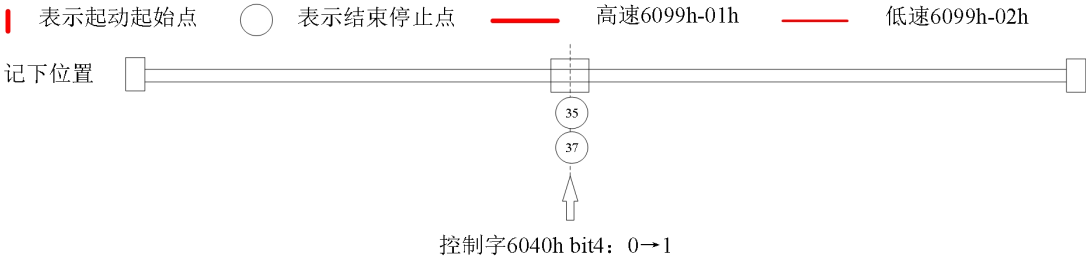 表示起动起始点 表示结束停止点 高速6099h-01h 低速6099h-02h
记下位置
35
37
控制字6040h bit4：0→1